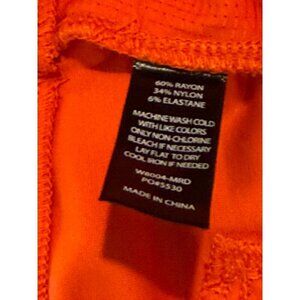 60% RAYON
34% NYLON
6% ELASTANE
MACHINE WASH COLD
WITH LIKE COLORS
ONLY NON-CHLORINE
BLEACH IF NECESSARY
LAY FLAT TO DRY
COOL IRON IF NEEDED
W8004-MRD
PO#5530
MADE IN CHINA